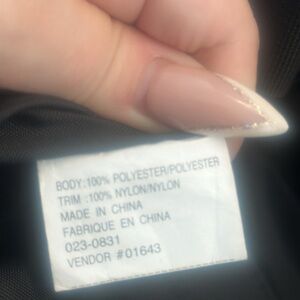 BODY:100% POLYESTER/POLYESTER
TRIM :100% NYLON/NYLON
MADE IN CHINA
FABRIQUE EN CHINA
023-0831
VENDOR #01643